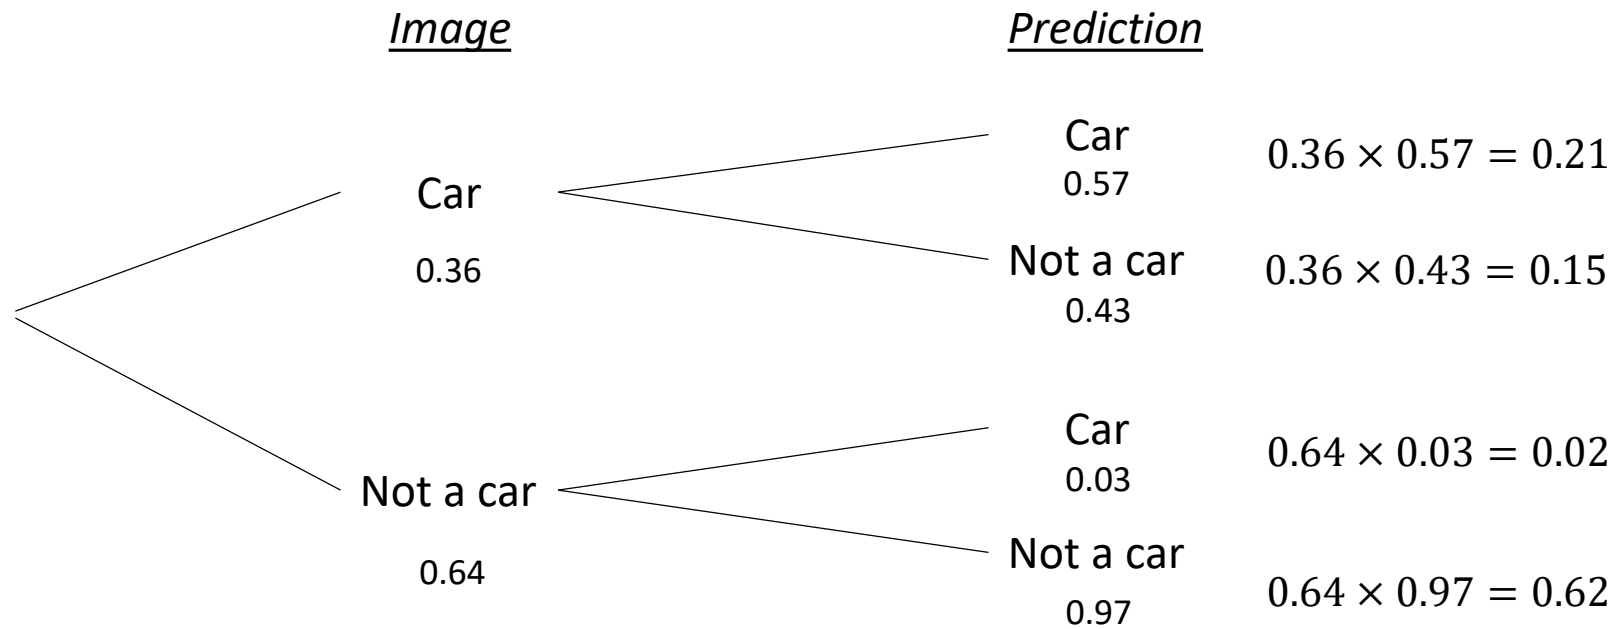 Image
Prediction
Car
0.57
0.36 × 0.57 = 0.21
Car
0.36
Not a car
0.43
0.36 × 0.43 = 0.15
Car
0.03
0.64 × 0.03 = 0.02
Not a car
0.64
Not a car
0.97
0.64 × 0.97 = 0.62